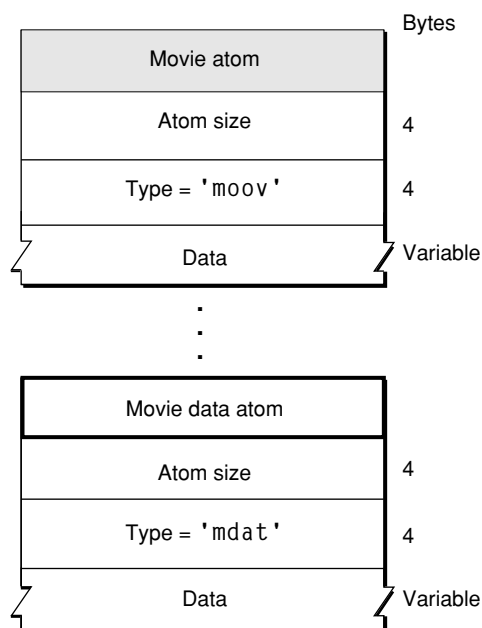 Bytes
Movie atom
Atom size 4
Type = 'moov' 4
Data Variable
Movie data atom
Atom size 4
Type = 'mdat' 4
Data Variable